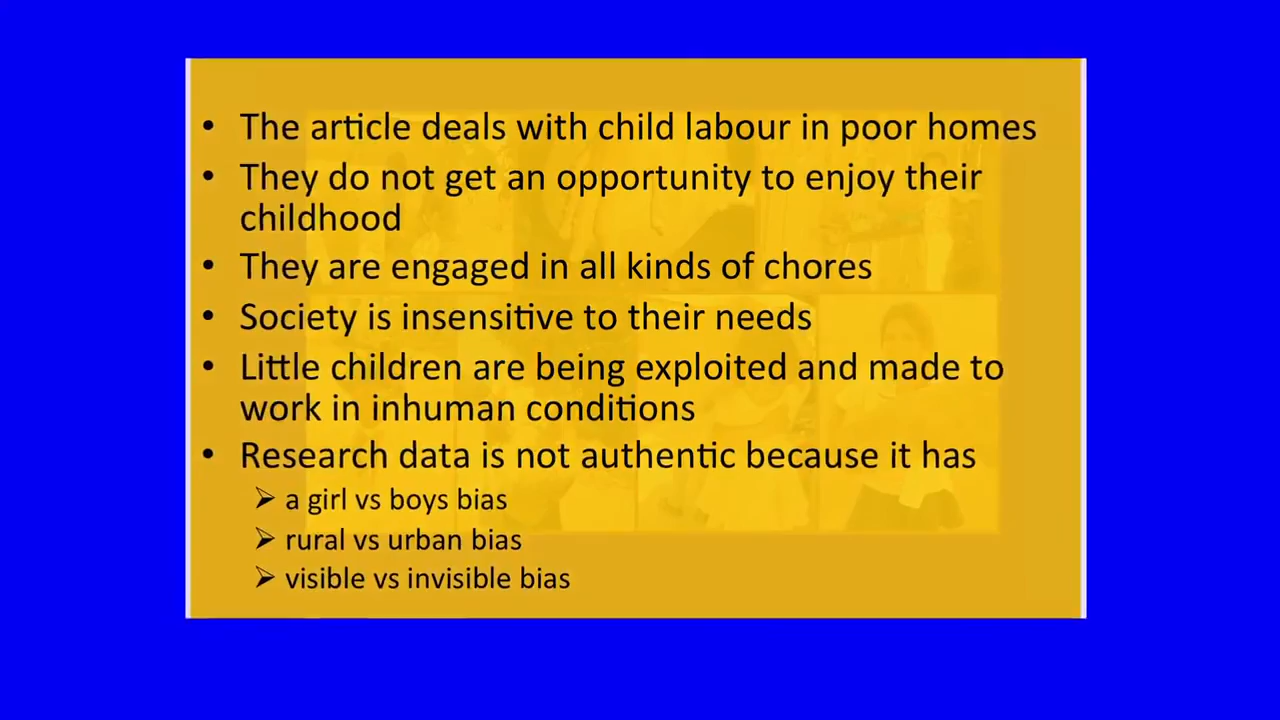 • The article deals with child labour in poor homes
• They do not get an opportunity to enjoy their
childhood
• They are engaged in all kinds of chores
• Society is insensitive to their needs
• Little children are being exploited and made to
work in inhuman conditions
• Research data is not authentic because it has
➢ a girl vs boys bias
➢ rural vs urban bias
➢ visible vs invisible bias